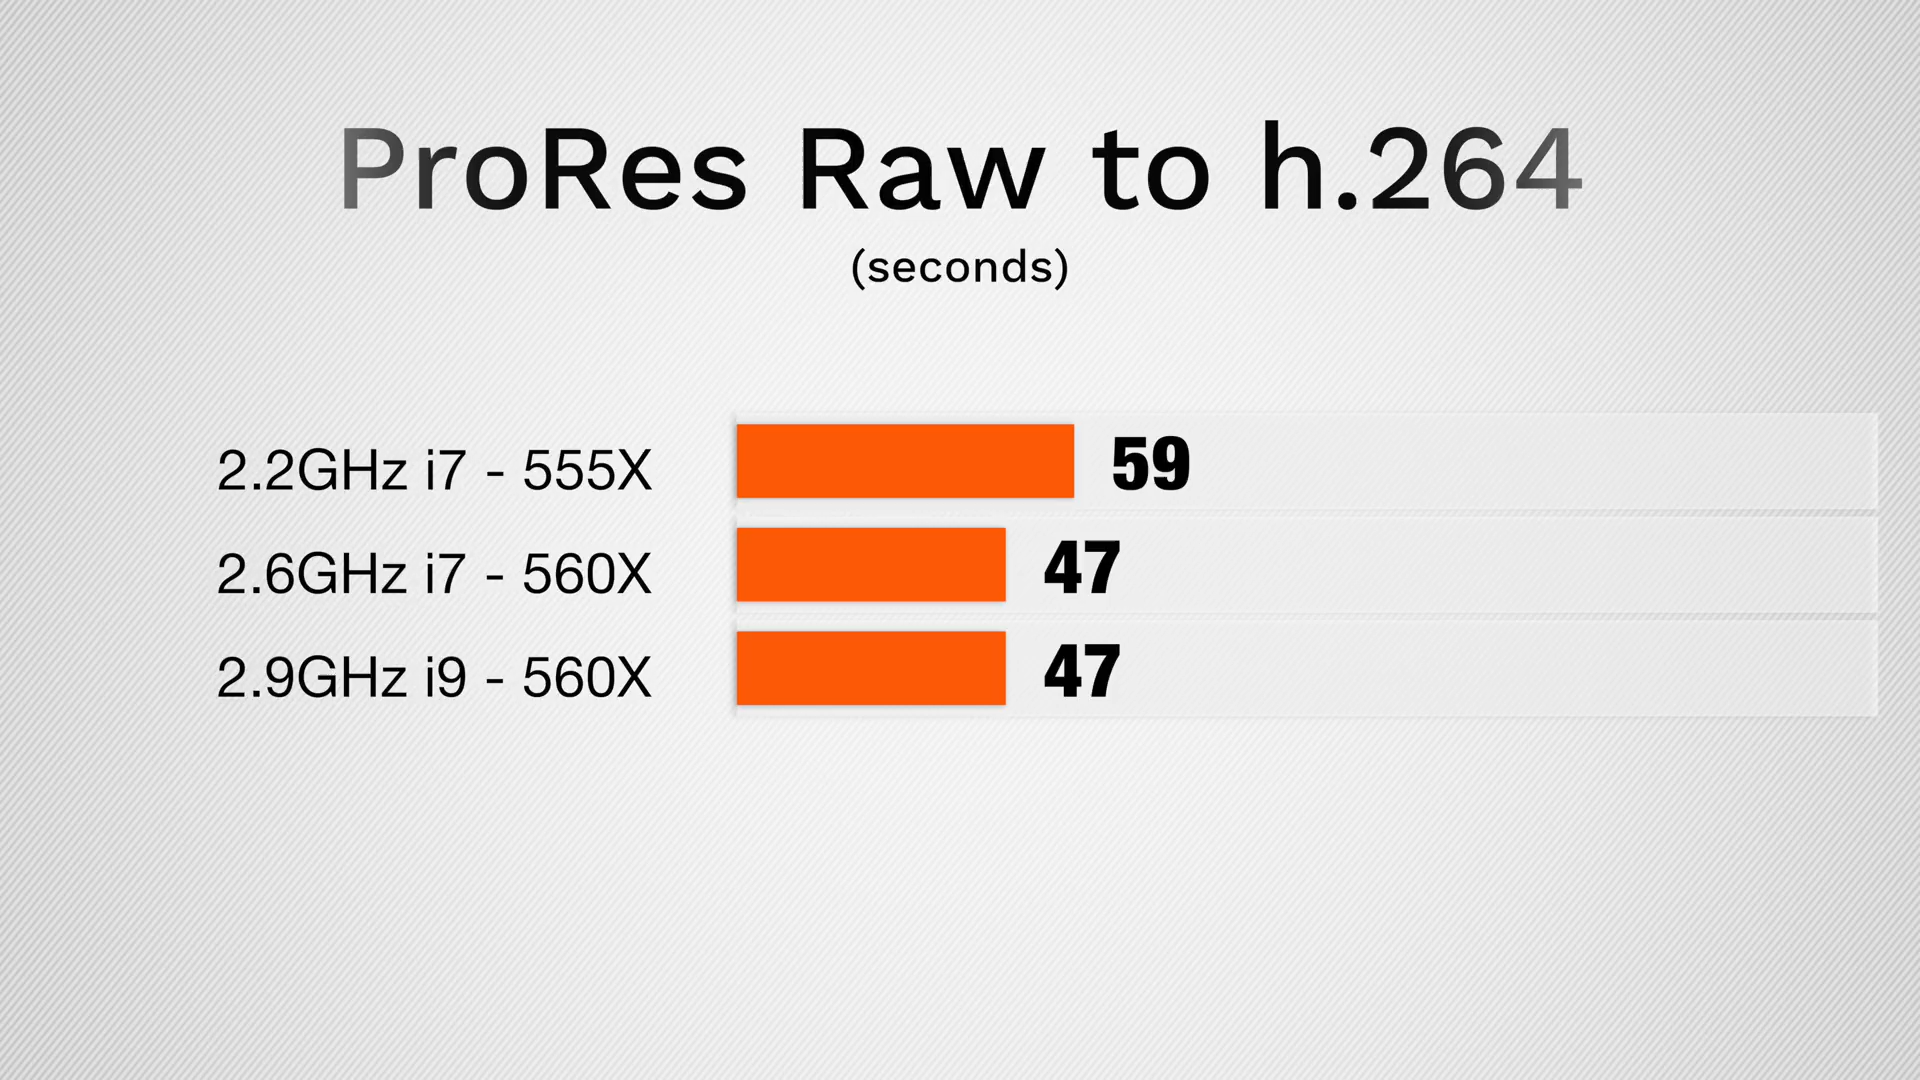 ProRes Raw to h.264
(seconds)
2.2GHz i7 - 555X 59
2.6GHz i7 - 560X 47
2.9GHz i9 - 560X 47